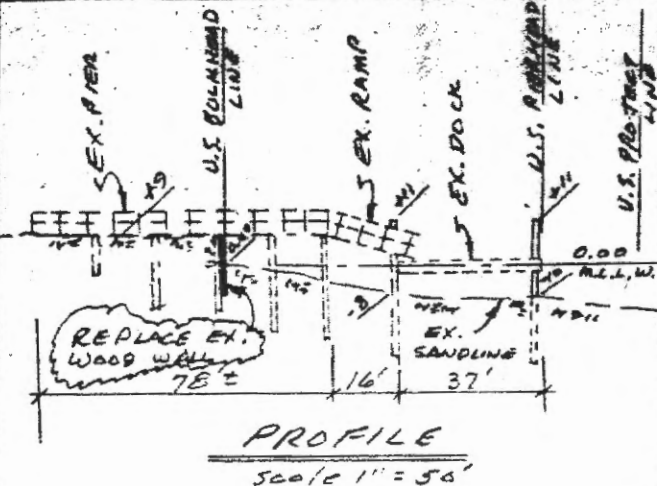 EX. PIER
U.S. BULKHEAD
LINE
EX. RAMP
EX. DOCK
U.S. PIERHEAD
LINE
U.S. PROJECT
LINE
0.00
M.L.L.W.
REPLACE EX.
WOOD WALL
EX.
SANDLINE
78'±
16'
37'
PROFILE
Scale 1" = 50'